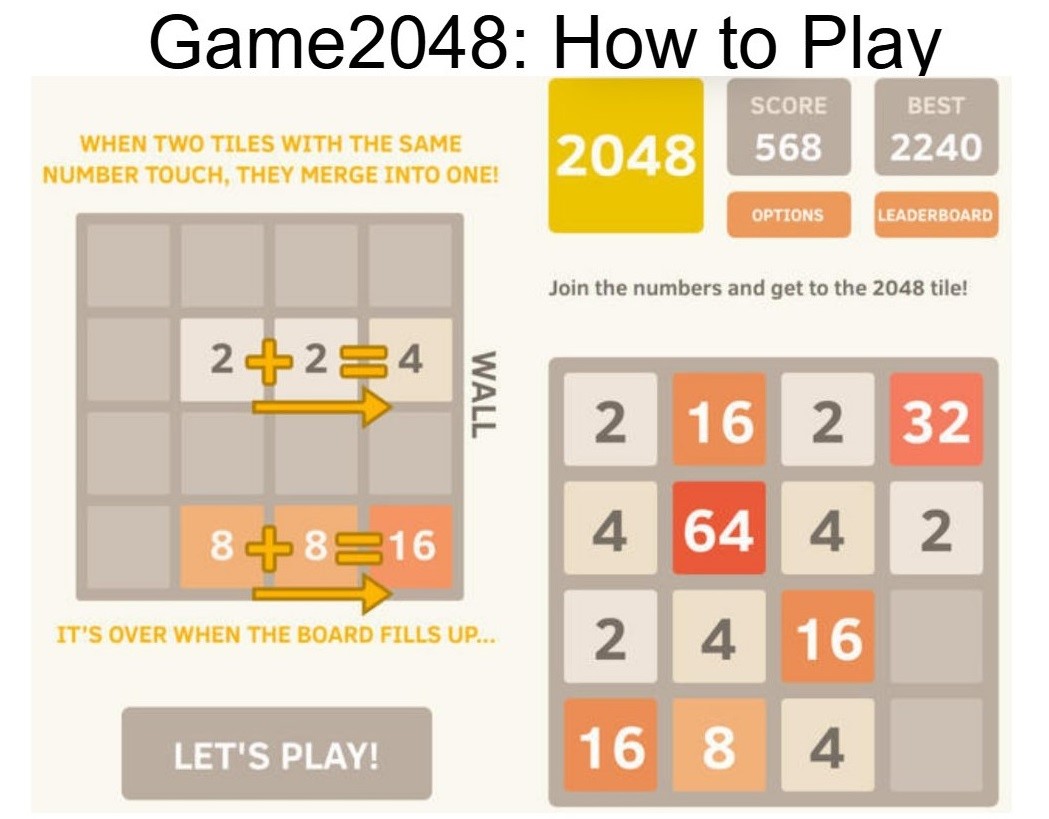 Game2048: How to Play
WHEN TWO TILES WITH THE SAME
NUMBER TOUCH, THEY MERGE INTO ONE!
2 + 2 = 4
WALL
8 + 8 = 16
IT'S OVER WHEN THE BOARD FILLS UP...
LET'S PLAY!
2048
SCORE
568
BEST
2240
OPTIONS
LEADERBOARD
Join the numbers and get to the 2048 tile!
2 16 2 32
4 64 4 2
2 4 16
16 8 4